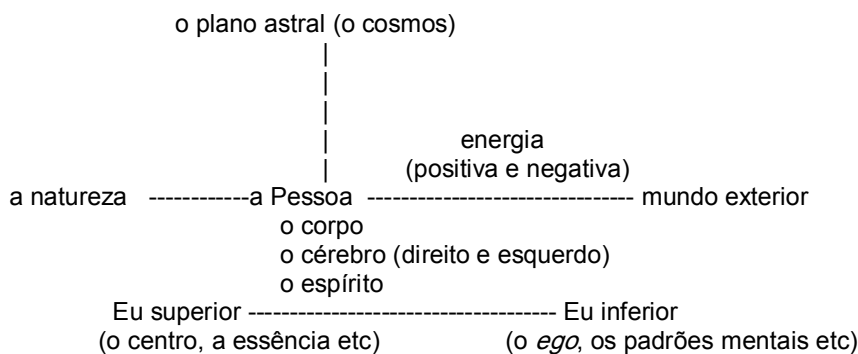 o plano astral (o cosmos)
|
|
|
|
| energia
| (positiva e negativa)
a natureza ------------a Pessoa -------------------------------- mundo exterior
o corpo
o cérebro (direito e esquerdo)
o espírito
Eu superior ------------------------------------- Eu inferior
(o centro, a essência etc) (o ego, os padrões mentais etc)